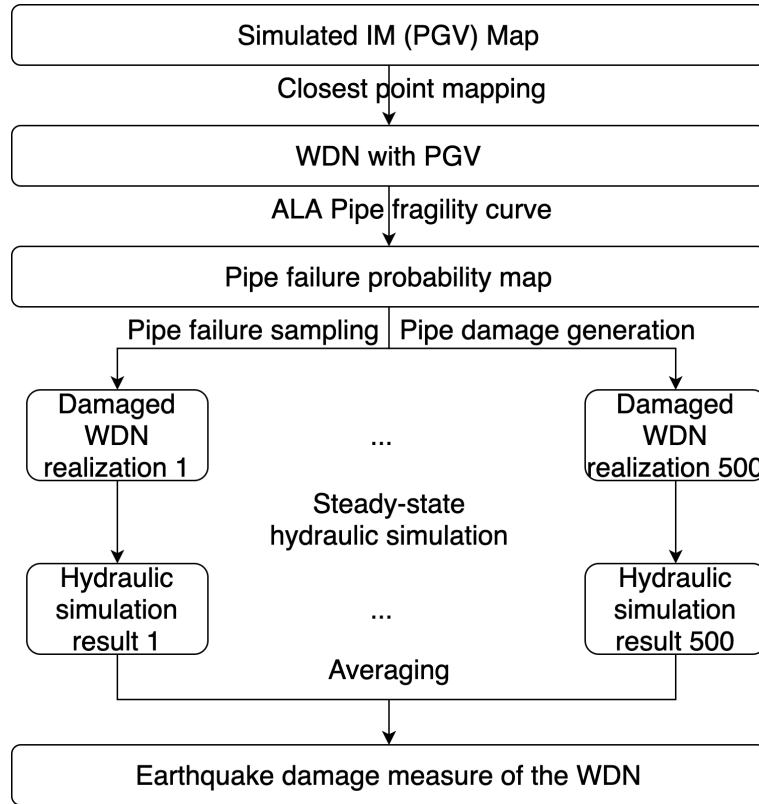 Simulated IM (PGV) Map
Closest point mapping
WDN with PGV
ALA Pipe fragility curve
Pipe failure probability map
Pipe failure sampling
Pipe damage generation
Damaged
WDN
realization 1
...
Damaged
WDN
realization 500
Steady-state
hydraulic simulation
Hydraulic
simulation
result 1
...
Hydraulic
simulation
result 500
Averaging
Earthquake damage measure of the WDN